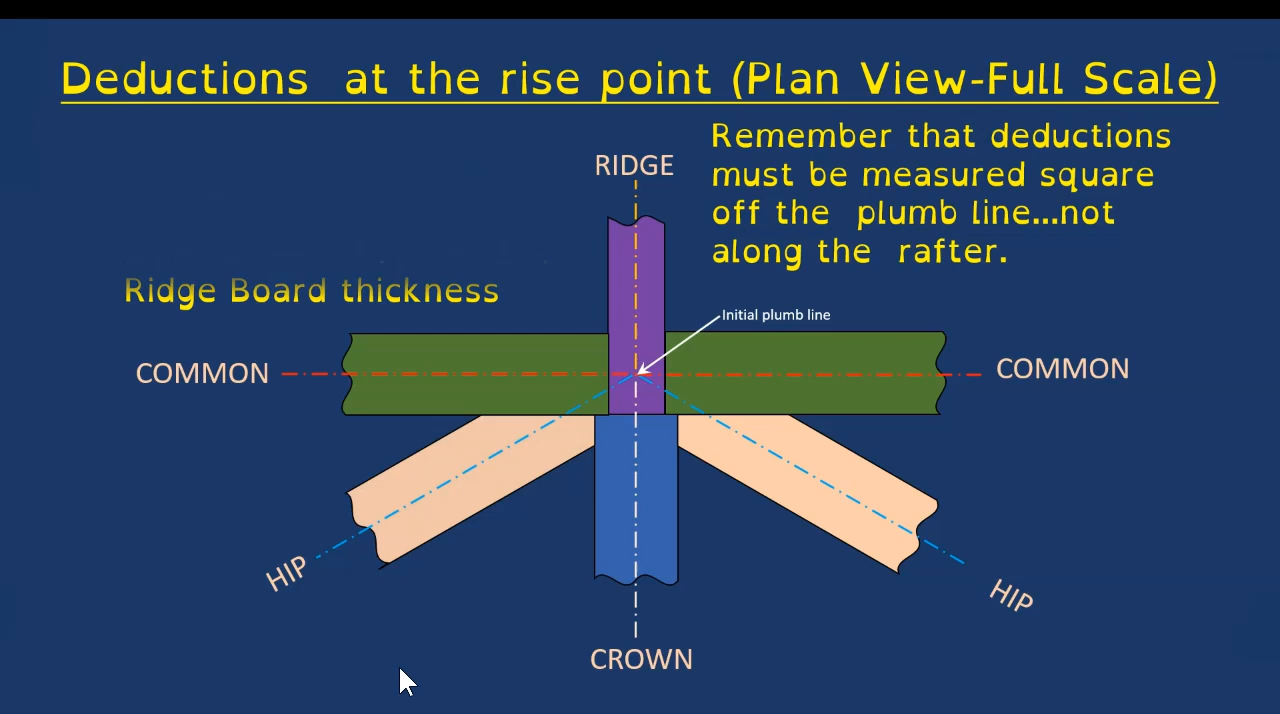 Deductions at the rise point (Plan View-Full Scale)
Remember that deductions
must be measured square
off the plumb line...not
along the rafter.
RIDGE
Ridge Board thickness
Initial plumb line
COMMON
COMMON
HIP
HIP
CROWN